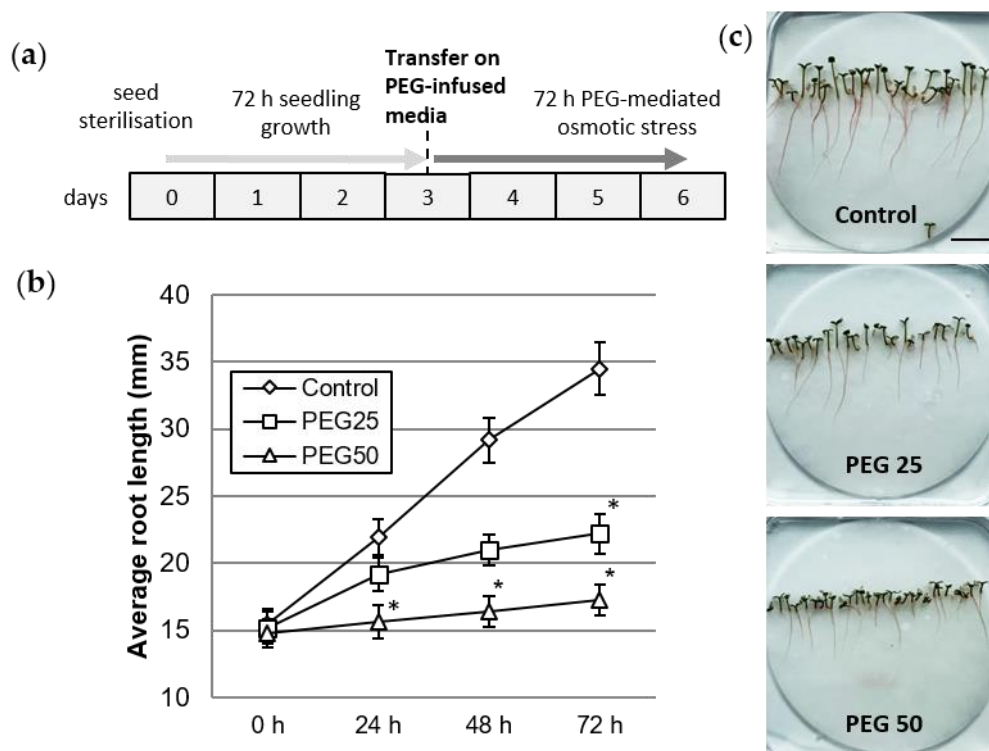 (a)
seed
sterilisation
72 h seedling
growth
Transfer on
PEG-infused
media
72 h PEG-mediated
osmotic stress
days 0 1 2 3 4 5 6
(b)
Average root length (mm)
40
35
30
25
20
15
10
Control
PEG25
PEG50
*
*
*
*
0 h 24 h 48 h 72 h
(c)
Control
PEG 25
PEG 50